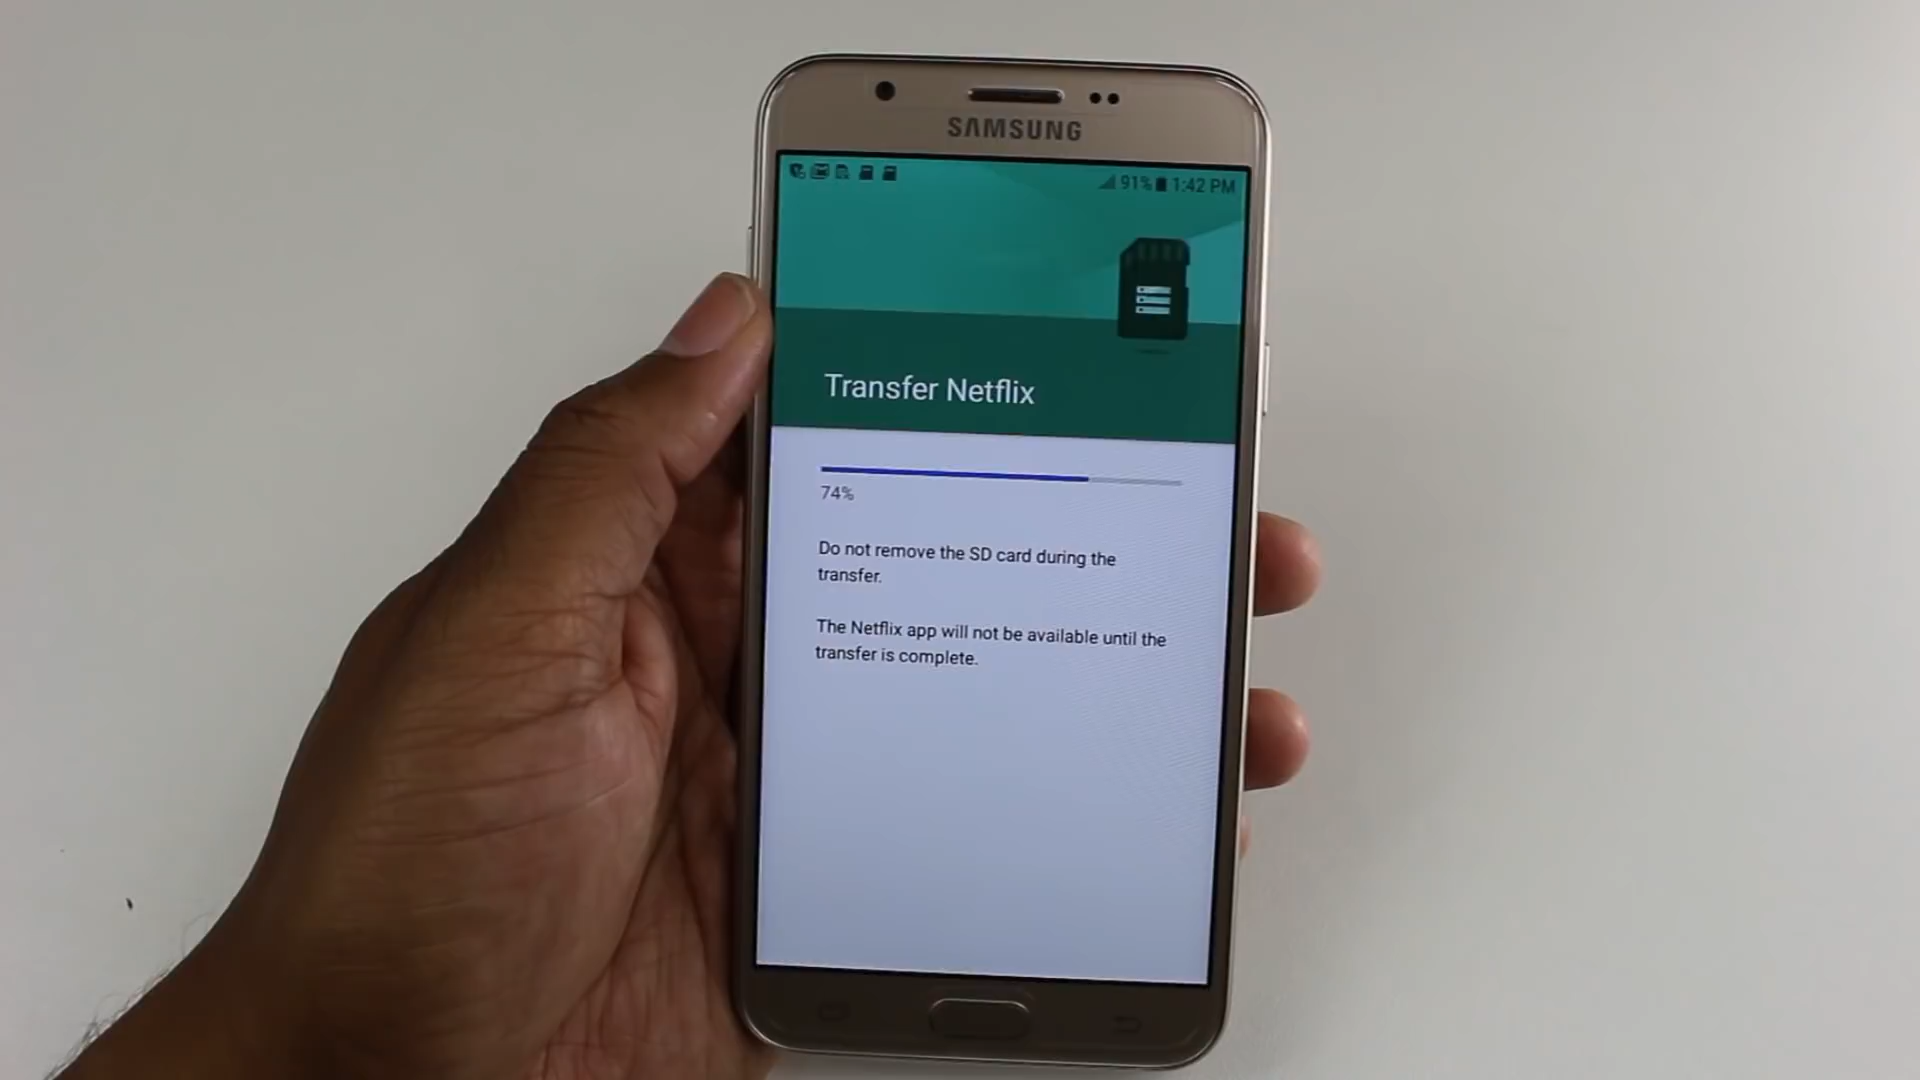 SAMSUNG
91% 1:42 PM
Transfer Netflix
74%
Do not remove the SD card during the
transfer.
The Netflix app will not be available until the
transfer is complete.